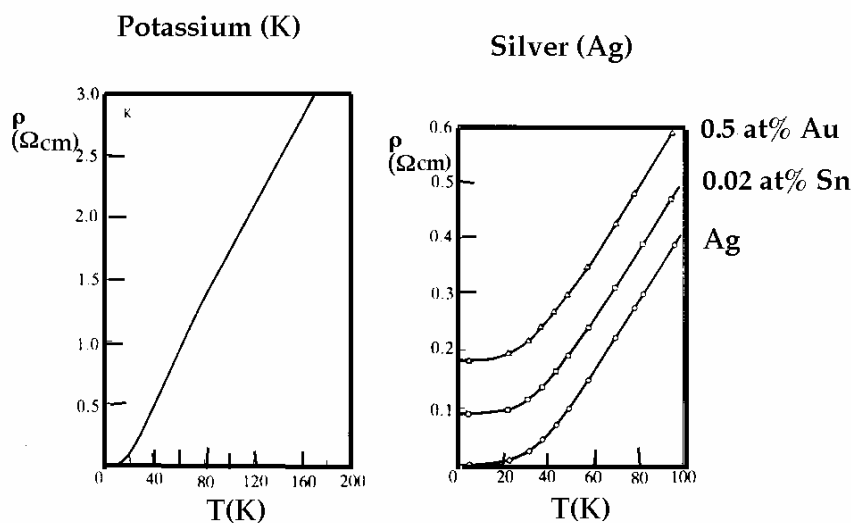 Potassium (K)
3.0
K
ρ
(Ωcm)
2.5
2.0
1.5
1.0
0.5
0
40
80
120
160
200
T(K)
Silver (Ag)
0.6
ρ
(Ωcm)
0.5
0.4
0.3
0.2
0.1
0
20
40
60
80
100
T(K)
0.5 at% Au
0.02 at% Sn
Ag